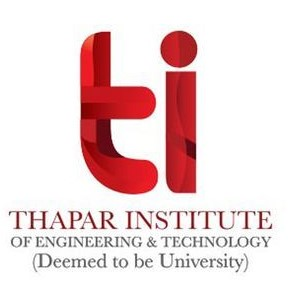 ti
THAPAR INSTITUTE
OF ENGINEERING & TECHNOLOGY
(Deemed to be University)